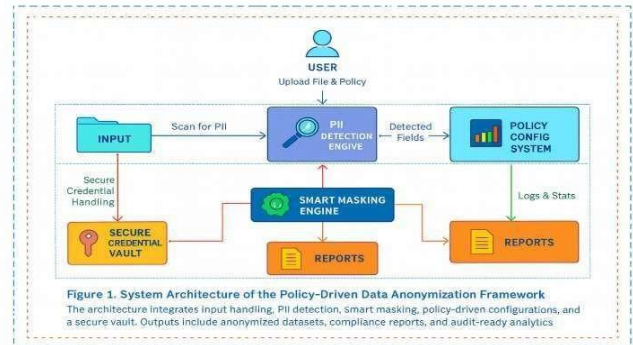 USER
Upload File & Policy
INPUT
Scan for PII
PII
DETECTION
ENGIVE
Detected
Fields
POLICY
CONFIG
SYSTEM
Secure
Credential
Handling
SMART MASKING
ENGINE
Logs & Stats
SECURE
CREDENTIAL
VAULT
REPORTS
REPORTS
Figure 1. System Architecture of the Policy-Driven Data Anonymization Framework
The architecture integrates input handling, PII detection, smart masking, policy-driven configurations, and
a secure vault. Outputs include anonymized datasets, compliance reports, and audit-ready analytics